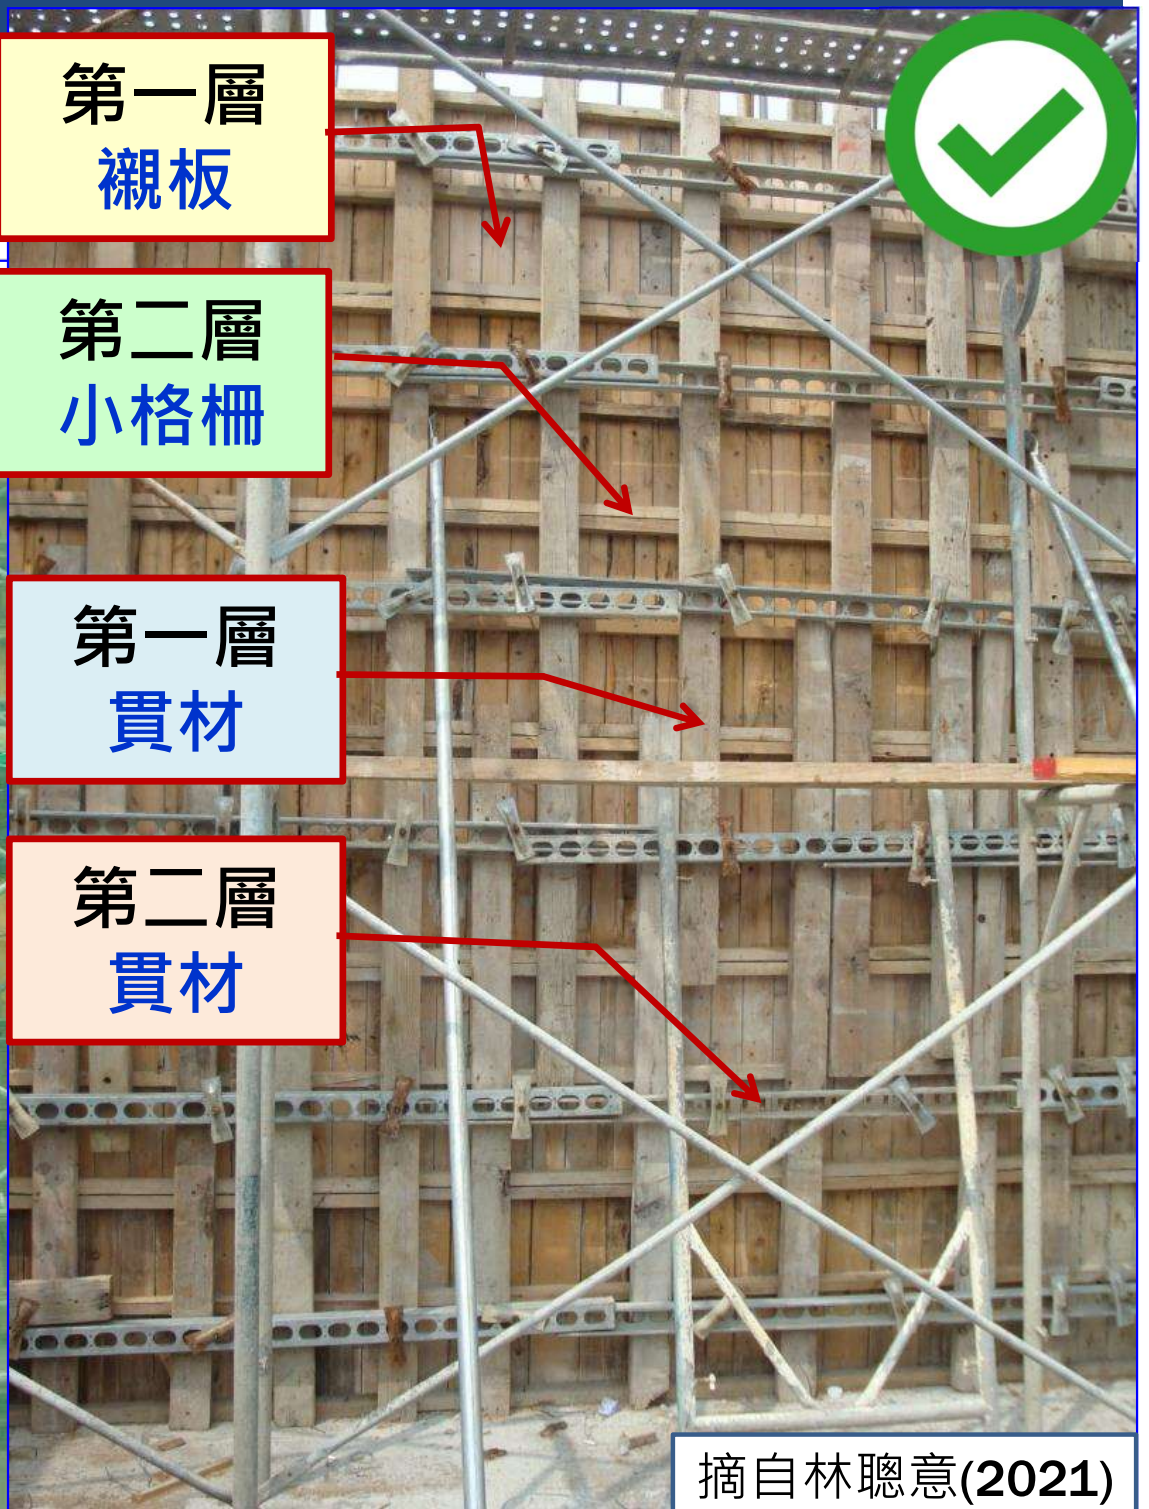 第一層
襯板
第二層
小格柵
第一層
貫材
第二層
貫材
摘自林聰意(2021)